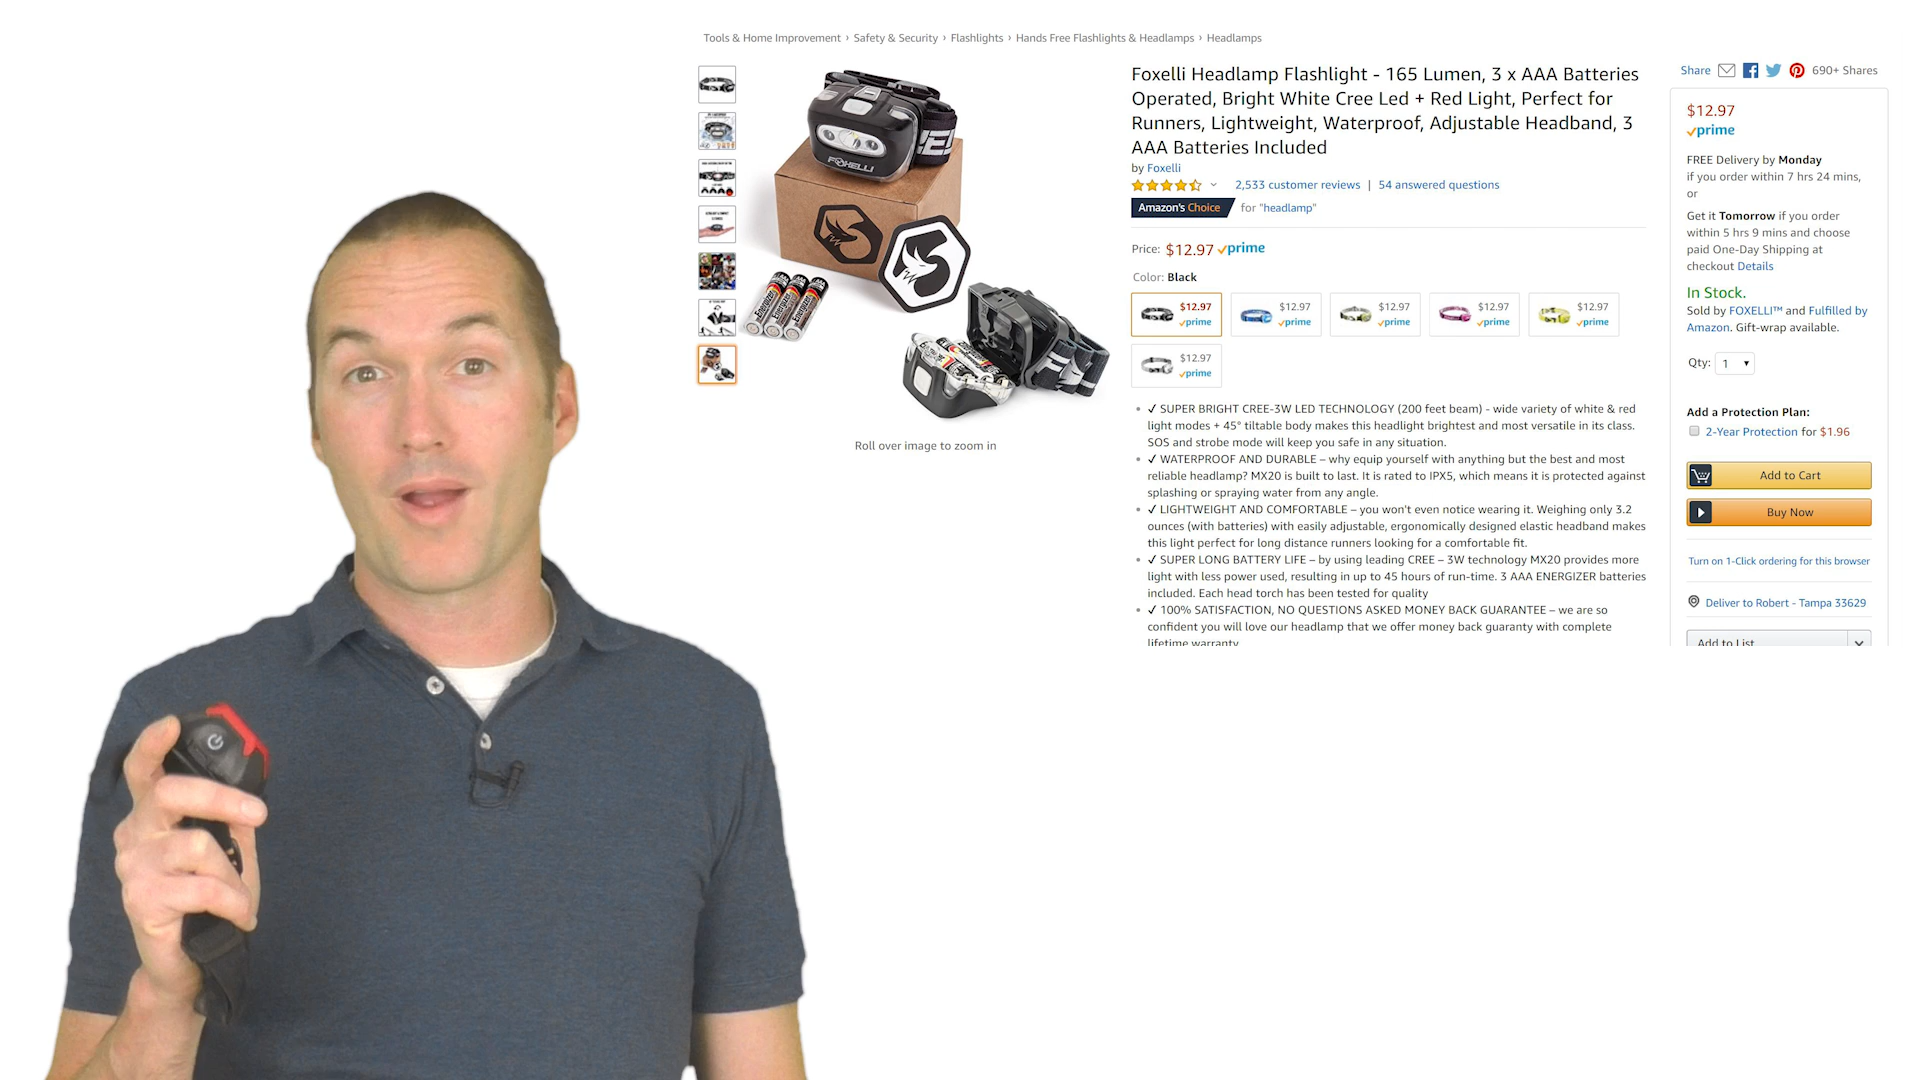 Tools & Home Improvement › Safety & Security › Flashlights › Hands Free Flashlights & Headlamps › Headlamps
Foxelli Headlamp Flashlight - 165 Lumen, 3 x AAA Batteries
Operated, Bright White Cree Led + Red Light, Perfect for
Runners, Lightweight, Waterproof, Adjustable Headband, 3
AAA Batteries Included
by Foxelli
2,533 customer reviews | 54 answered questions
Amazon's Choice for "headlamp"
Price: $12.97 prime
Color: Black
$12.97 prime
$12.97 prime
$12.97 prime
$12.97 prime
$12.97 prime
$12.97 prime
• ✓ SUPER BRIGHT CREE-3W LED TECHNOLOGY (200 feet beam) - wide variety of white & red
light modes + 45° tiltable body makes this headlight brightest and most versatile in its class.
SOS and strobe mode will keep you safe in any situation.
• ✓ WATERPROOF AND DURABLE – why equip yourself with anything but the best and most
reliable headlamp? MX20 is built to last. It is rated to IPX5, which means it is protected against
splashing or spraying water from any angle.
• ✓ LIGHTWEIGHT AND COMFORTABLE – you won't even notice wearing it. Weighing only 3.2
ounces (with batteries) with easily adjustable, ergonomically designed elastic headband makes
this light perfect for long distance runners looking for a comfortable fit.
• ✓ SUPER LONG BATTERY LIFE – by using leading CREE – 3W technology MX20 provides more
light with less power used, resulting in up to 45 hours of run-time. 3 AAA ENERGIZER batteries
included. Each head torch has been tested for quality
• ✓ 100% SATISFACTION, NO QUESTIONS ASKED MONEY BACK GUARANTEE – we are so
confident you will love our headlamp that we offer money back guaranty with complete
lifetime warranty
FOXELLI
Energizer
Energizer
Energizer
Roll over image to zoom in
Share 690+ Shares
$12.97
prime
FREE Delivery by Monday
if you order within 7 hrs 24 mins,
or
Get it Tomorrow if you order
within 5 hrs 9 mins and choose
paid One-Day Shipping at
checkout Details
In Stock.
Sold by FOXELLI™ and Fulfilled by
Amazon. Gift-wrap available.
Qty: 1
Add a Protection Plan:
2-Year Protection for $1.96
Add to Cart
Buy Now
Turn on 1-Click ordering for this browser
Deliver to Robert - Tampa 33629
Add to List